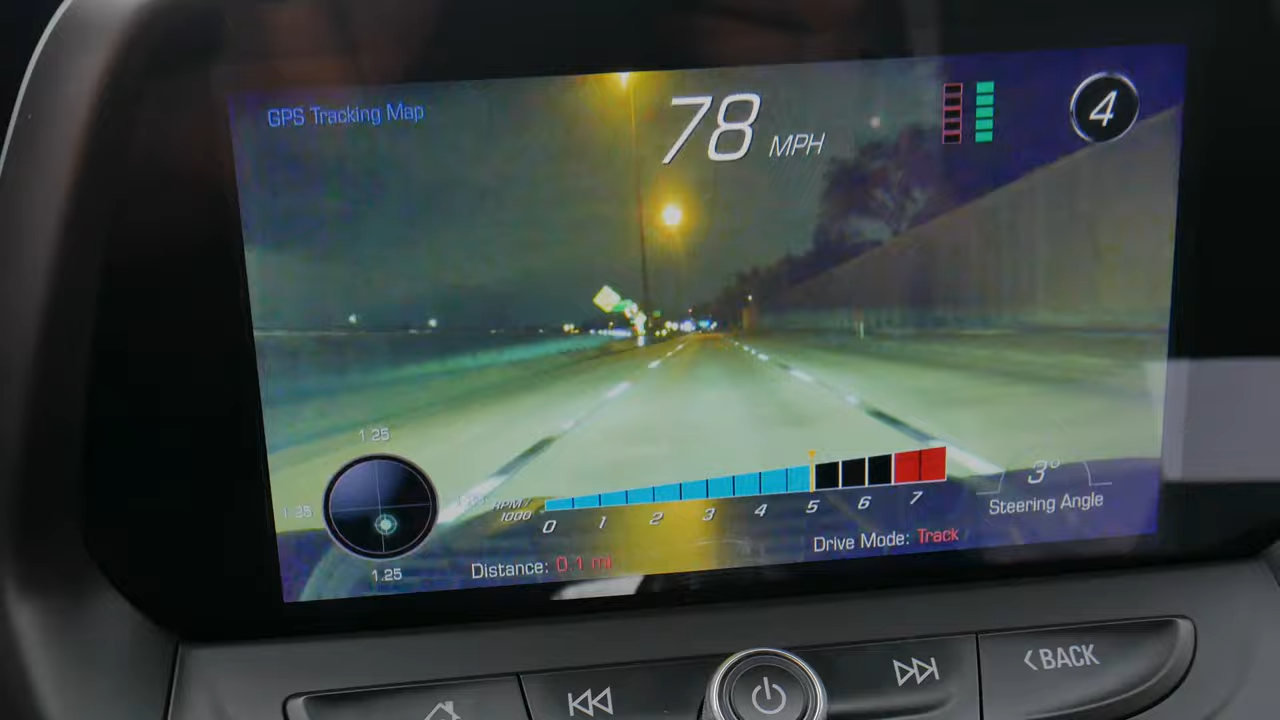 GPS Tracking Map
78 MPH
4
1.25
1.25
RPM/
1000
0 1 2 3 4 5 6 7
3°
Steering Angle
1.25
Distance: 0.1 mi
Drive Mode: Track
BACK